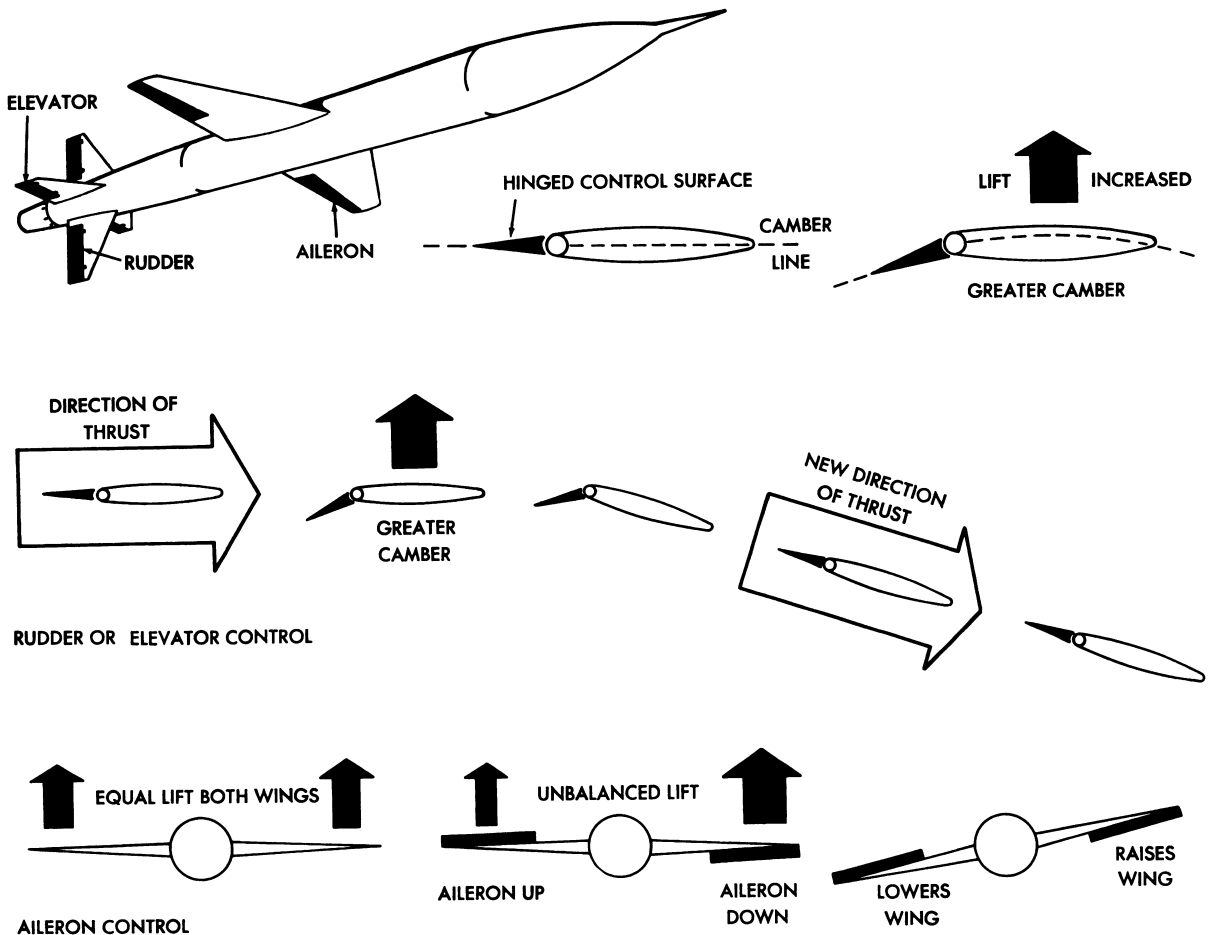 ELEVATOR
RUDDER
AILERON
HINGED CONTROL SURFACE
CAMBER
LINE
LIFT INCREASED
GREATER CAMBER
DIRECTION OF
THRUST
GREATER
CAMBER
NEW DIRECTION
OF THRUST
RUDDER OR ELEVATOR CONTROL
EQUAL LIFT BOTH WINGS
UNBALANCED LIFT
AILERON UP
AILERON
DOWN
LOWERS
WING
RAISES
WING
AILERON CONTROL